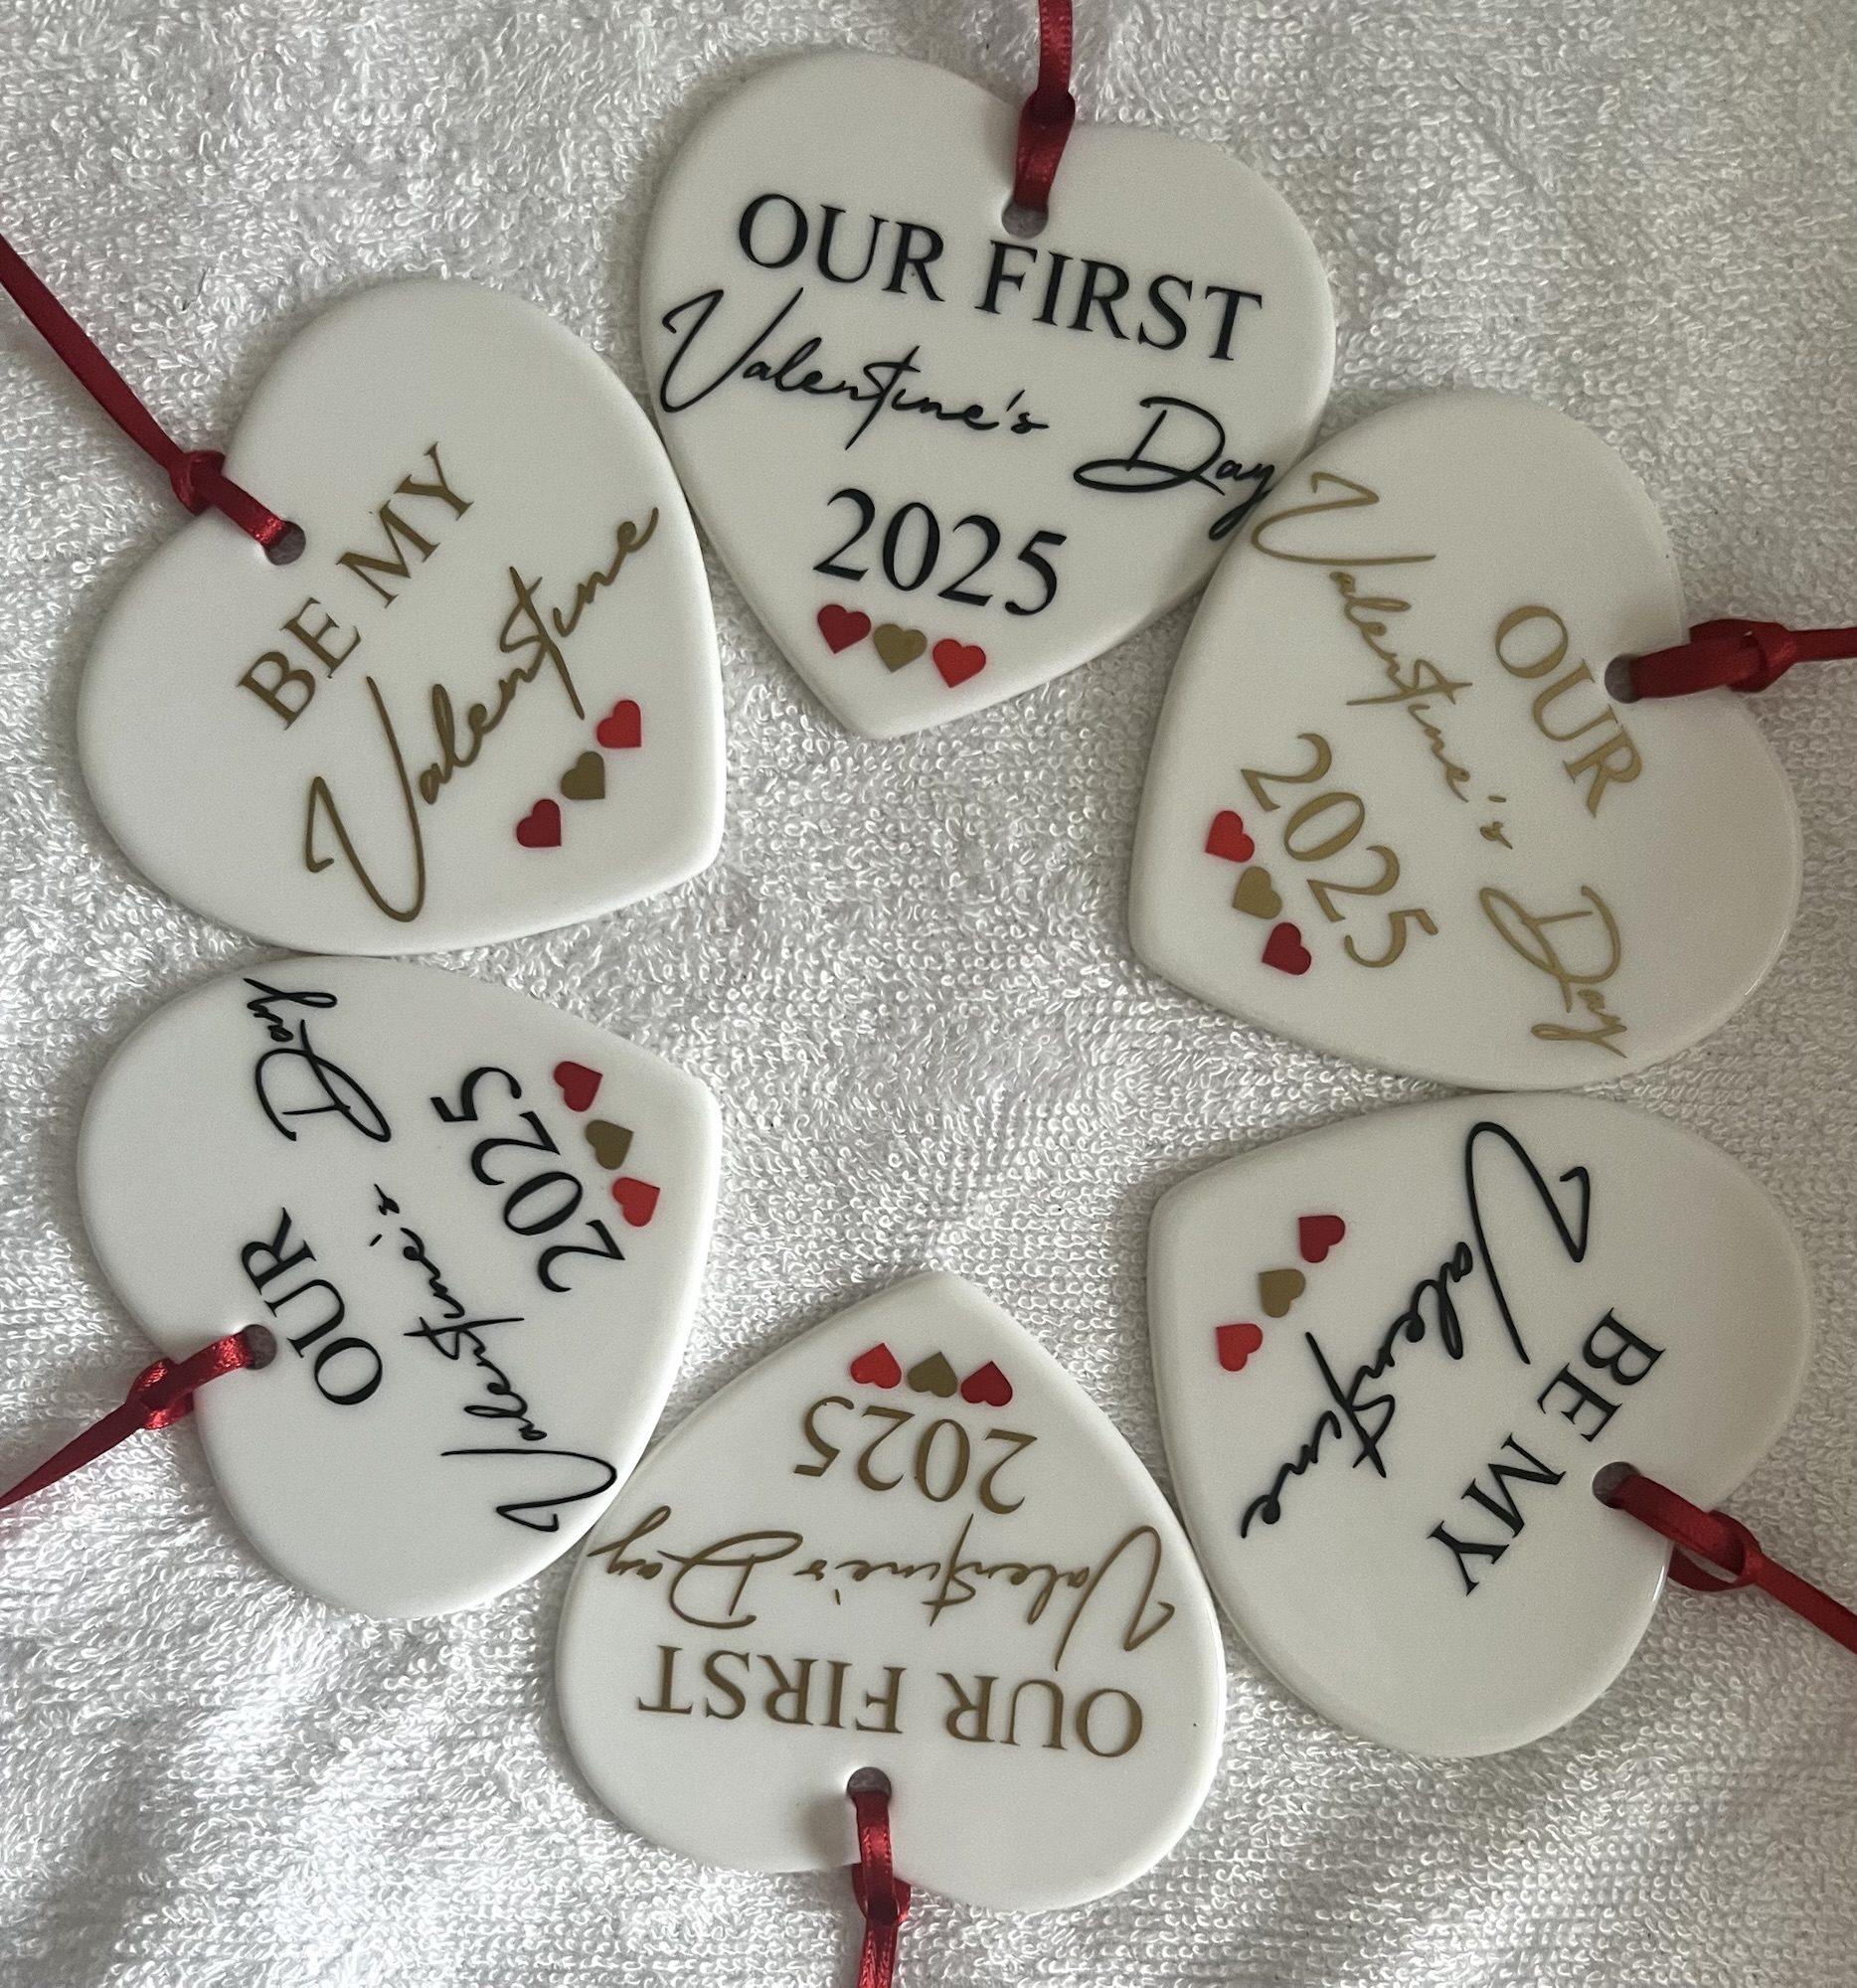 OUR FIRST
Valentine's Day
2025
OUR
Valentine's Day
2025
BE MY
Valentine
OUR FIRST
Valentine's Day
2025
OUR
Valentine's Day
2025
BE MY
Valentine